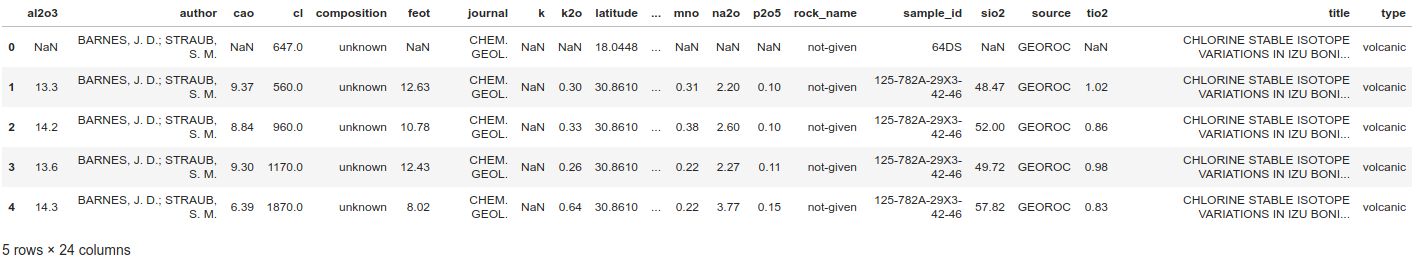 al2o3 author cao cl composition feot journal k k2o latitude ... mno na2o p2o5 rock_name sample_id sio2 source tio2 title type
0 NaN BARNES, J. D.; STRAUB, S. M. NaN 647.0 unknown NaN CHEM. GEOL. NaN NaN 18.0448 ... NaN NaN NaN not-given 64DS NaN GEOROC NaN CHLORINE STABLE ISOTOPE VARIATIONS IN IZU BONI... volcanic
1 13.3 BARNES, J. D.; STRAUB, S. M. 9.37 560.0 unknown 12.63 CHEM. GEOL. NaN 0.30 30.8610 ... 0.31 2.20 0.10 not-given 125-782A-29X3-42-46 48.47 GEOROC 1.02 CHLORINE STABLE ISOTOPE VARIATIONS IN IZU BONI... volcanic
2 14.2 BARNES, J. D.; STRAUB, S. M. 8.84 960.0 unknown 10.78 CHEM. GEOL. NaN 0.33 30.8610 ... 0.38 2.60 0.10 not-given 125-782A-29X3-42-46 52.00 GEOROC 0.86 CHLORINE STABLE ISOTOPE VARIATIONS IN IZU BONI... volcanic
3 13.6 BARNES, J. D.; STRAUB, S. M. 9.30 1170.0 unknown 12.43 CHEM. GEOL. NaN 0.26 30.8610 ... 0.22 2.27 0.11 not-given 125-782A-29X3-42-46 49.72 GEOROC 0.98 CHLORINE STABLE ISOTOPE VARIATIONS IN IZU BONI... volcanic
4 14.3 BARNES, J. D.; STRAUB, S. M. 6.39 1870.0 unknown 8.02 CHEM. GEOL. NaN 0.64 30.8610 ... 0.22 3.77 0.15 not-given 125-782A-29X3-42-46 57.82 GEOROC 0.83 CHLORINE STABLE ISOTOPE VARIATIONS IN IZU BONI... volcanic
5 rows × 24 columns